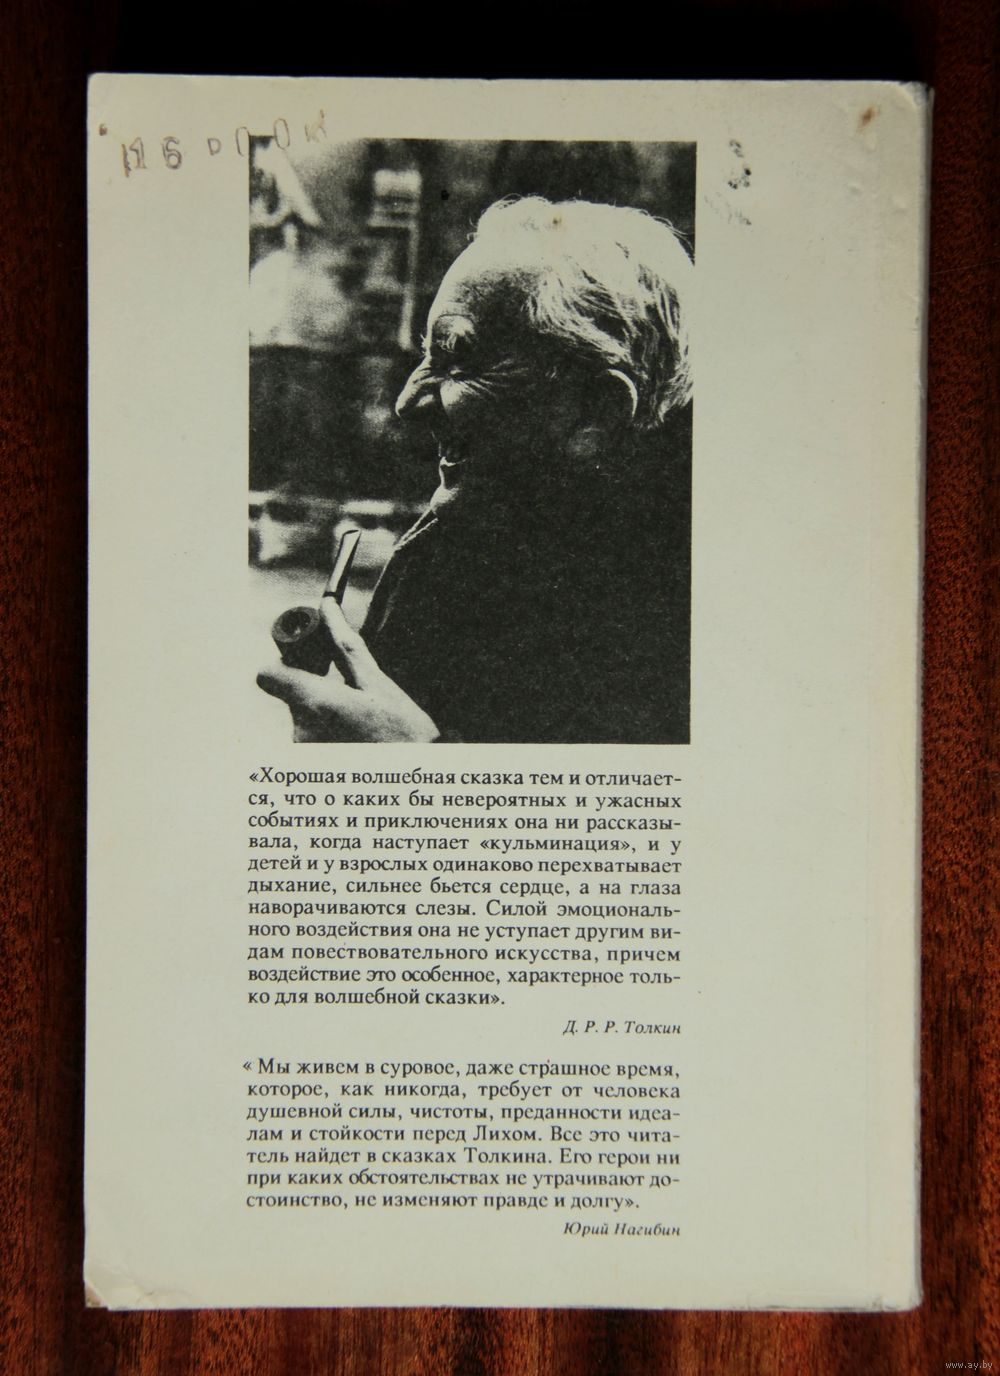 «Хорошая волшебная сказка тем и отличает-
ся, что о каких бы невероятных и ужасных
событиях и приключениях она ни рассказы-
вала, когда наступает «кульминация», и у
детей и у взрослых одинаково перехватывает
дыхание, сильнее бьется сердце, а на глаза
наворачиваются слезы. Силой эмоциональ-
ного воздействия она не уступает другим ви-
дам повествовательного искусства, причем
воздействие это особенное, характерное толь-
ко для волшебной сказки».
Д. Р. Р. Толкин
« Мы живем в суровое, даже страшное время,
которое, как никогда, требует от человека
душевной силы, чистоты, преданности идеа-
лам и стойкости перед Лихом. Все это чита-
тель найдет в сказках Толкина. Его герои ни
при каких обстоятельствах не утрачивают до-
стоинство, не изменяют правде и долгу».
Юрий Нагибин
www.ay.by